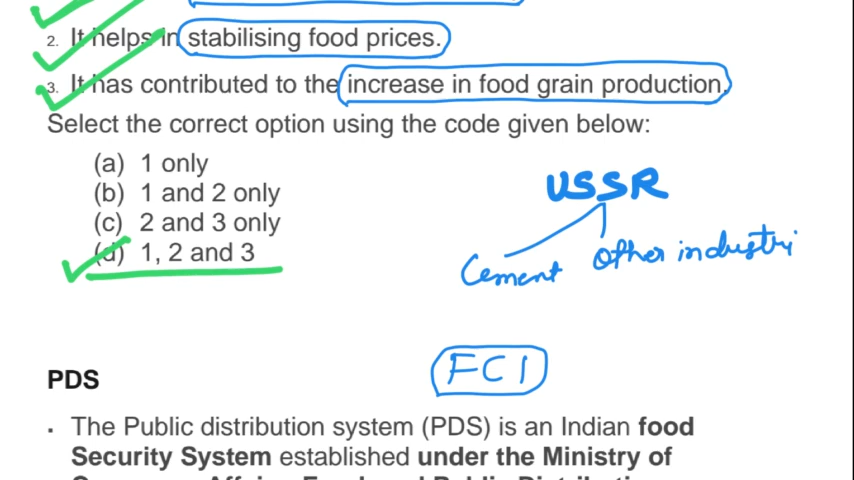 2. It helps in stabilising food prices.
3. It has contributed to the increase in food grain production.
Select the correct option using the code given below:
(a) 1 only
(b) 1 and 2 only
(c) 2 and 3 only
(d) 1, 2 and 3
USSR
Cement other industri
FCI
PDS
· The Public distribution system (PDS) is an Indian food
Security System established under the Ministry of